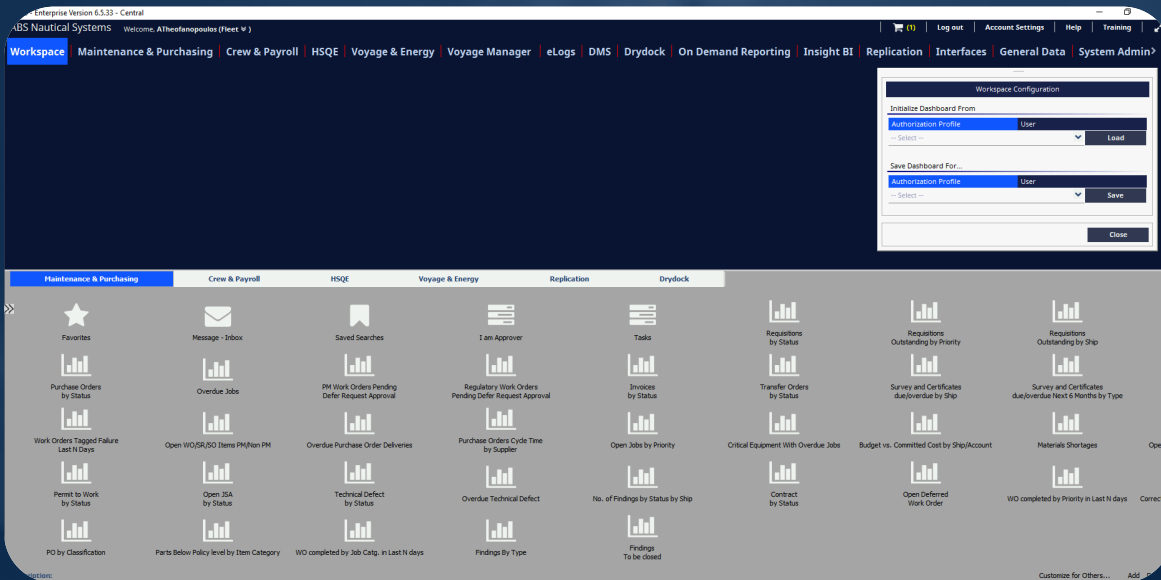 - Enterprise Version 6.5.33 - Central
ABS Nautical Systems Welcome, ATheofanopoulos (Fleet ) (1) Log out Account Settings Help Training
Workspace Maintenance & Purchasing Crew & Payroll HSQE Voyage & Energy Voyage Manager eLogs DMS Drydock On Demand Reporting Insight BI Replication Interfaces General Data System Admin
Workspace Configuration
Initialize Dashboard From
Authorization Profile User
-- Select -- Load
Save Dashboard For...
Authorization Profile User
-- Select -- Save
Close
Maintenance & Purchasing Crew & Payroll HSQE Voyage & Energy Replication Drydock
Favorites Message - Inbox Saved Searches I am Approver Tasks
Requisitions Requisitions Requisitions
by Status Outstanding by Priority Outstanding by Ship
Purchase Orders Overdue Jobs PM Work Orders Pending Regulatory Work Orders Invoices Transfer Orders Survey and Certificates Survey and Certificates
by Status Defer Request Approval Pending Defer Request Approval by Status by Status due/overdue by Ship due/overdue Next 6 Months by Type
Work Orders Tagged Failure Open WO/SR/SO Items PM/Non PM Overdue Purchase Order Deliveries Purchase Orders Cycle Time Open Jobs by Priority Critical Equipment With Overdue Jobs Budget vs. Committed Cost by Ship/Account Materials Shortages Ope
Last N Days by Supplier
Permit to Work Open JSA Technical Defect Overdue Technical Defect No. of Findings by Status by Ship Contract Open Deferred WO completed by Priority in Last N days Correc
by Status by Status by Status by Status Work Order
PO by Classification Parts Below Policy level by Item Category WO completed by Job Catg. in Last N days Findings By Type Findings
To be closed
Customize for Others... Add